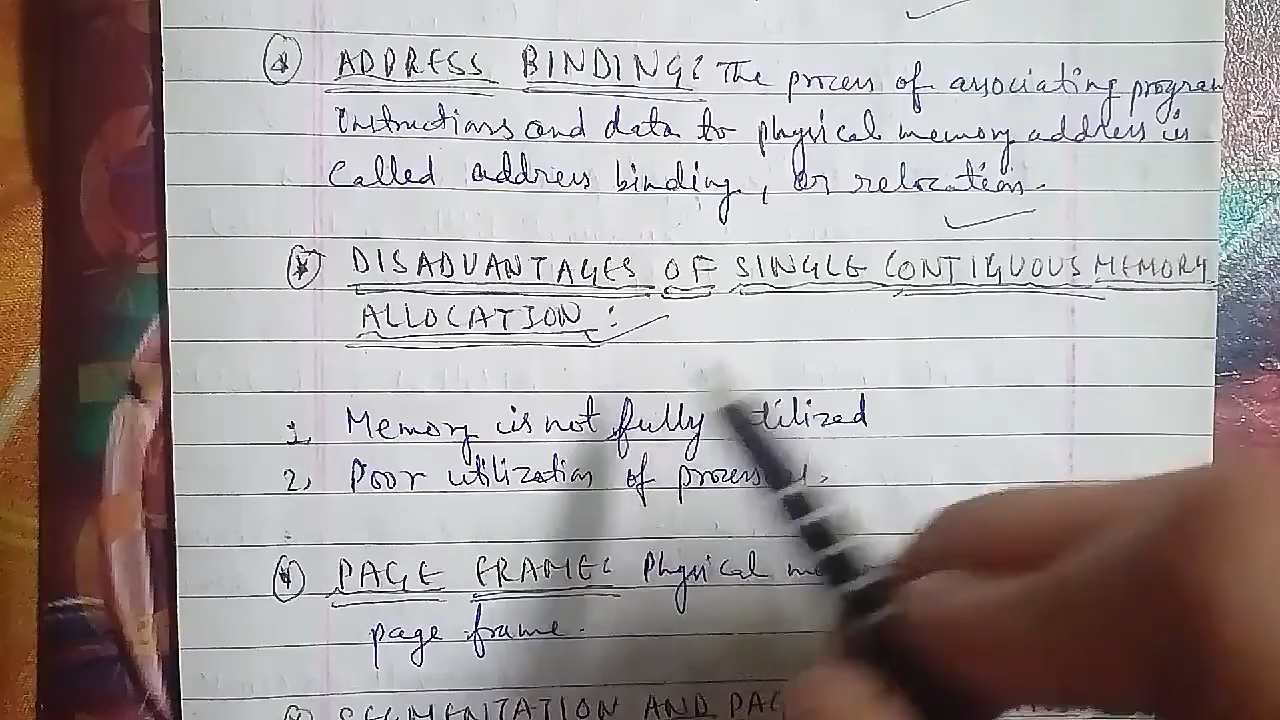 ADDRESS BINDING: The process of associating program
instructions and data to physical memory address is
called address binding, or relocation.
DISADVANTAGES OF SINGLE CONTIGUOUS MEMORY
ALLOCATION:
1, Memory is not fully
2, Poor utilization of
PAGE FRAME: Physical
page frame.
SEGMENTATION AND